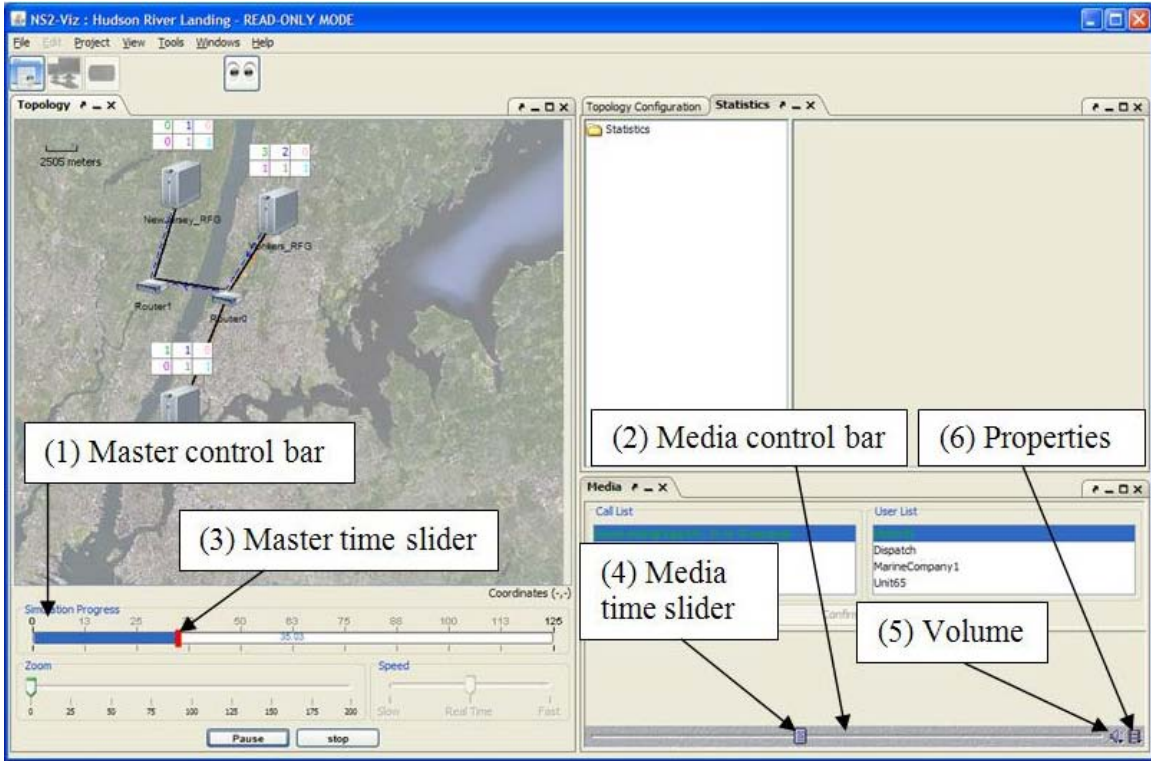 NS2-Viz : Hudson River Landing - READ-ONLY MODE
File Edit Project View Tools Windows Help
Topology
2505 meters
0 1 0
0 1 1
3 2 0
1 1 1
NewJersey_RFG
Yonkers_RFG
Router1
Router0
1 1 0
0 1 1
(1) Master control bar
(3) Master time slider
Coordinates (-,-)
Simulation Progress
0 13 25 50 63 75 88 100 113 125
35.03
Zoom
0 25 50 75 100 125 150 175 200
Speed
Slow Real Time Fast
Pause stop
Topology Configuration Statistics
Statistics
(2) Media control bar
(6) Properties
Media
Call List
User List
Dispatch
MarineCompany1
Unit65
(4) Media
time slider
(5) Volume